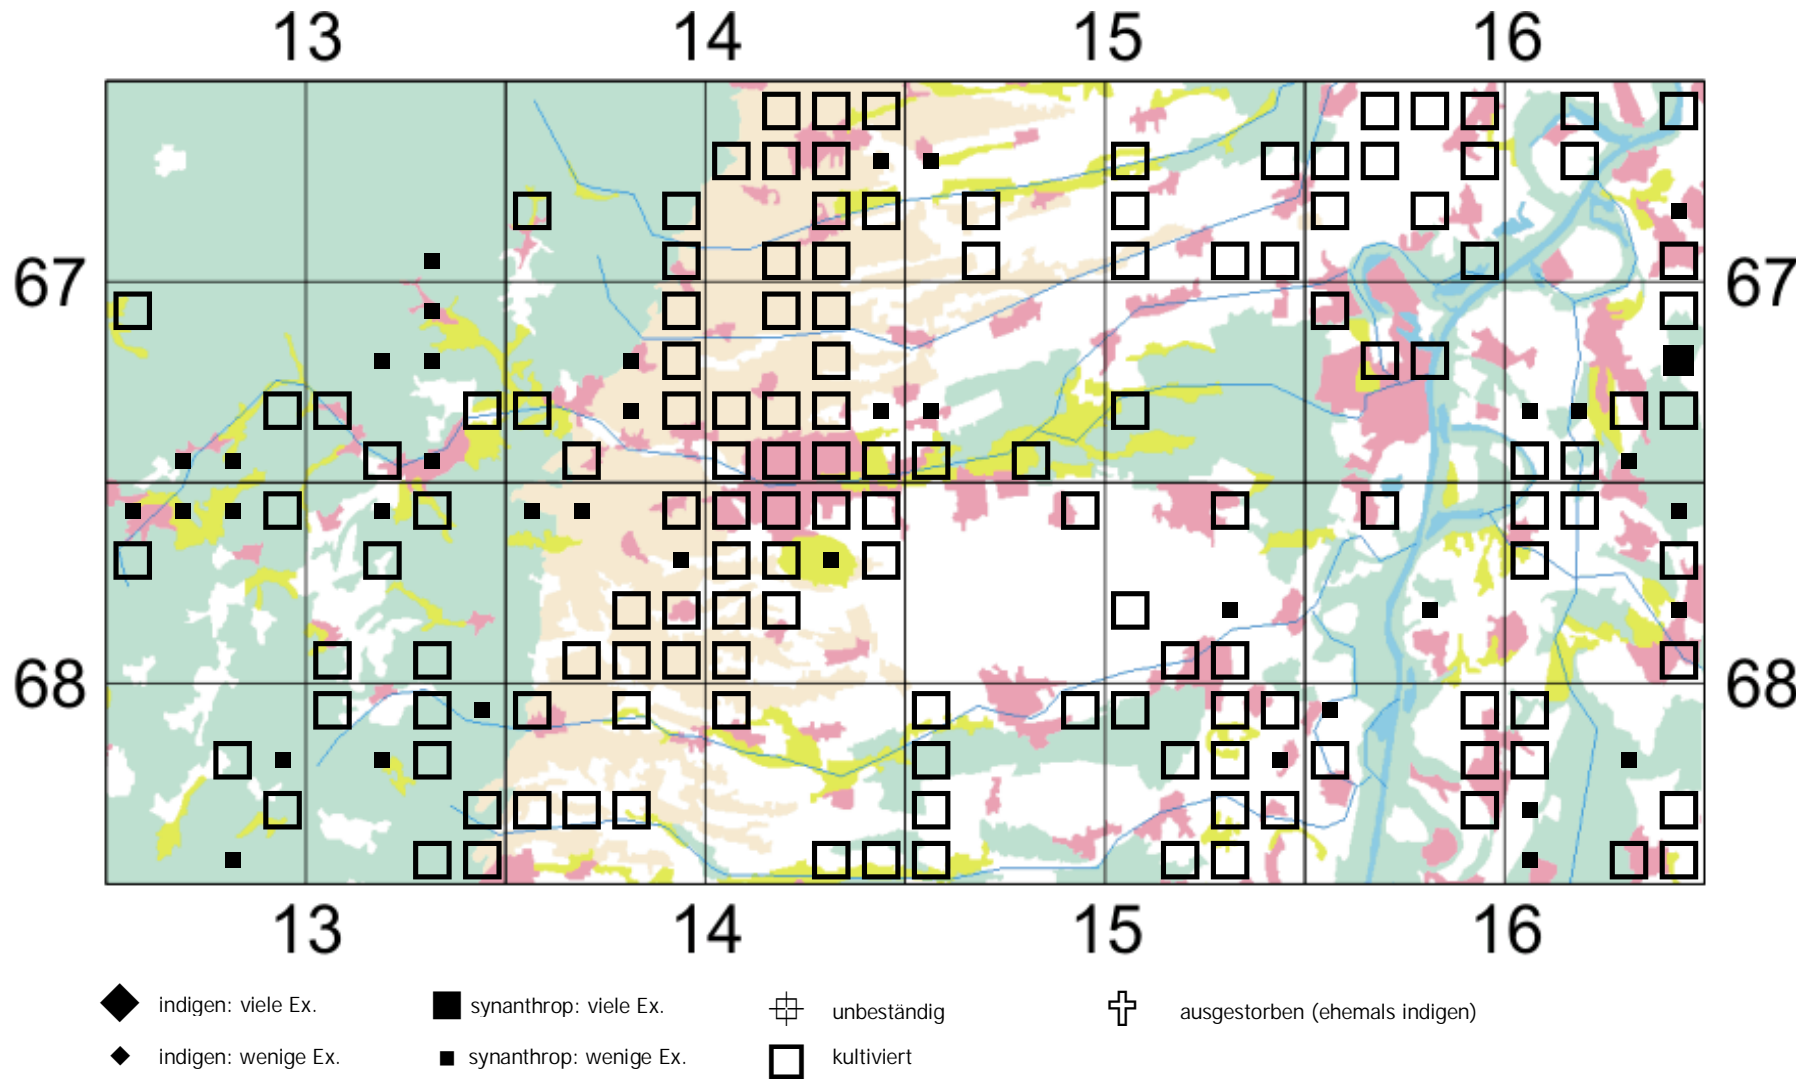 13 14 15 16
67 67
68 68
13 14 15 16
indigen: viele Ex. synanthrop: viele Ex. unbeständig ausgestorben (ehemals indigen)
indigen: wenige Ex. synanthrop: wenige Ex. kultiviert